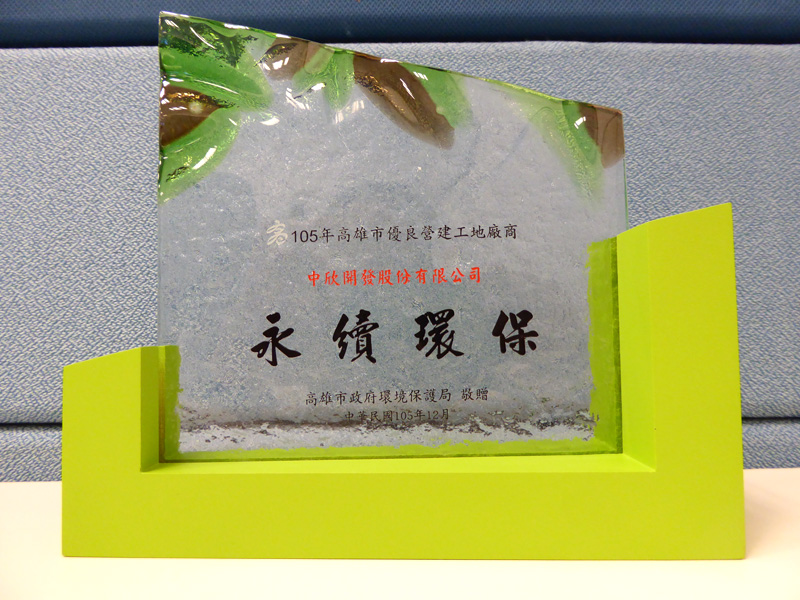 105年高雄市優良營建工地廠商
中欣開發股份有限公司
永續環保
高雄市政府環境保護局 敬贈
中華民國105年12月